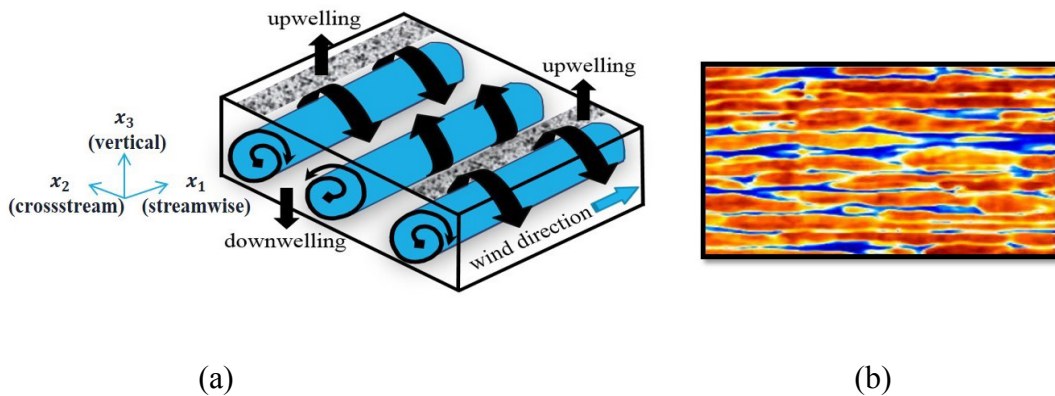 upwelling
upwelling
x₃
(vertical)
x₂
x₁
(crossstream)
(streamwise)
downwelling
wind direction
(a)
(b)